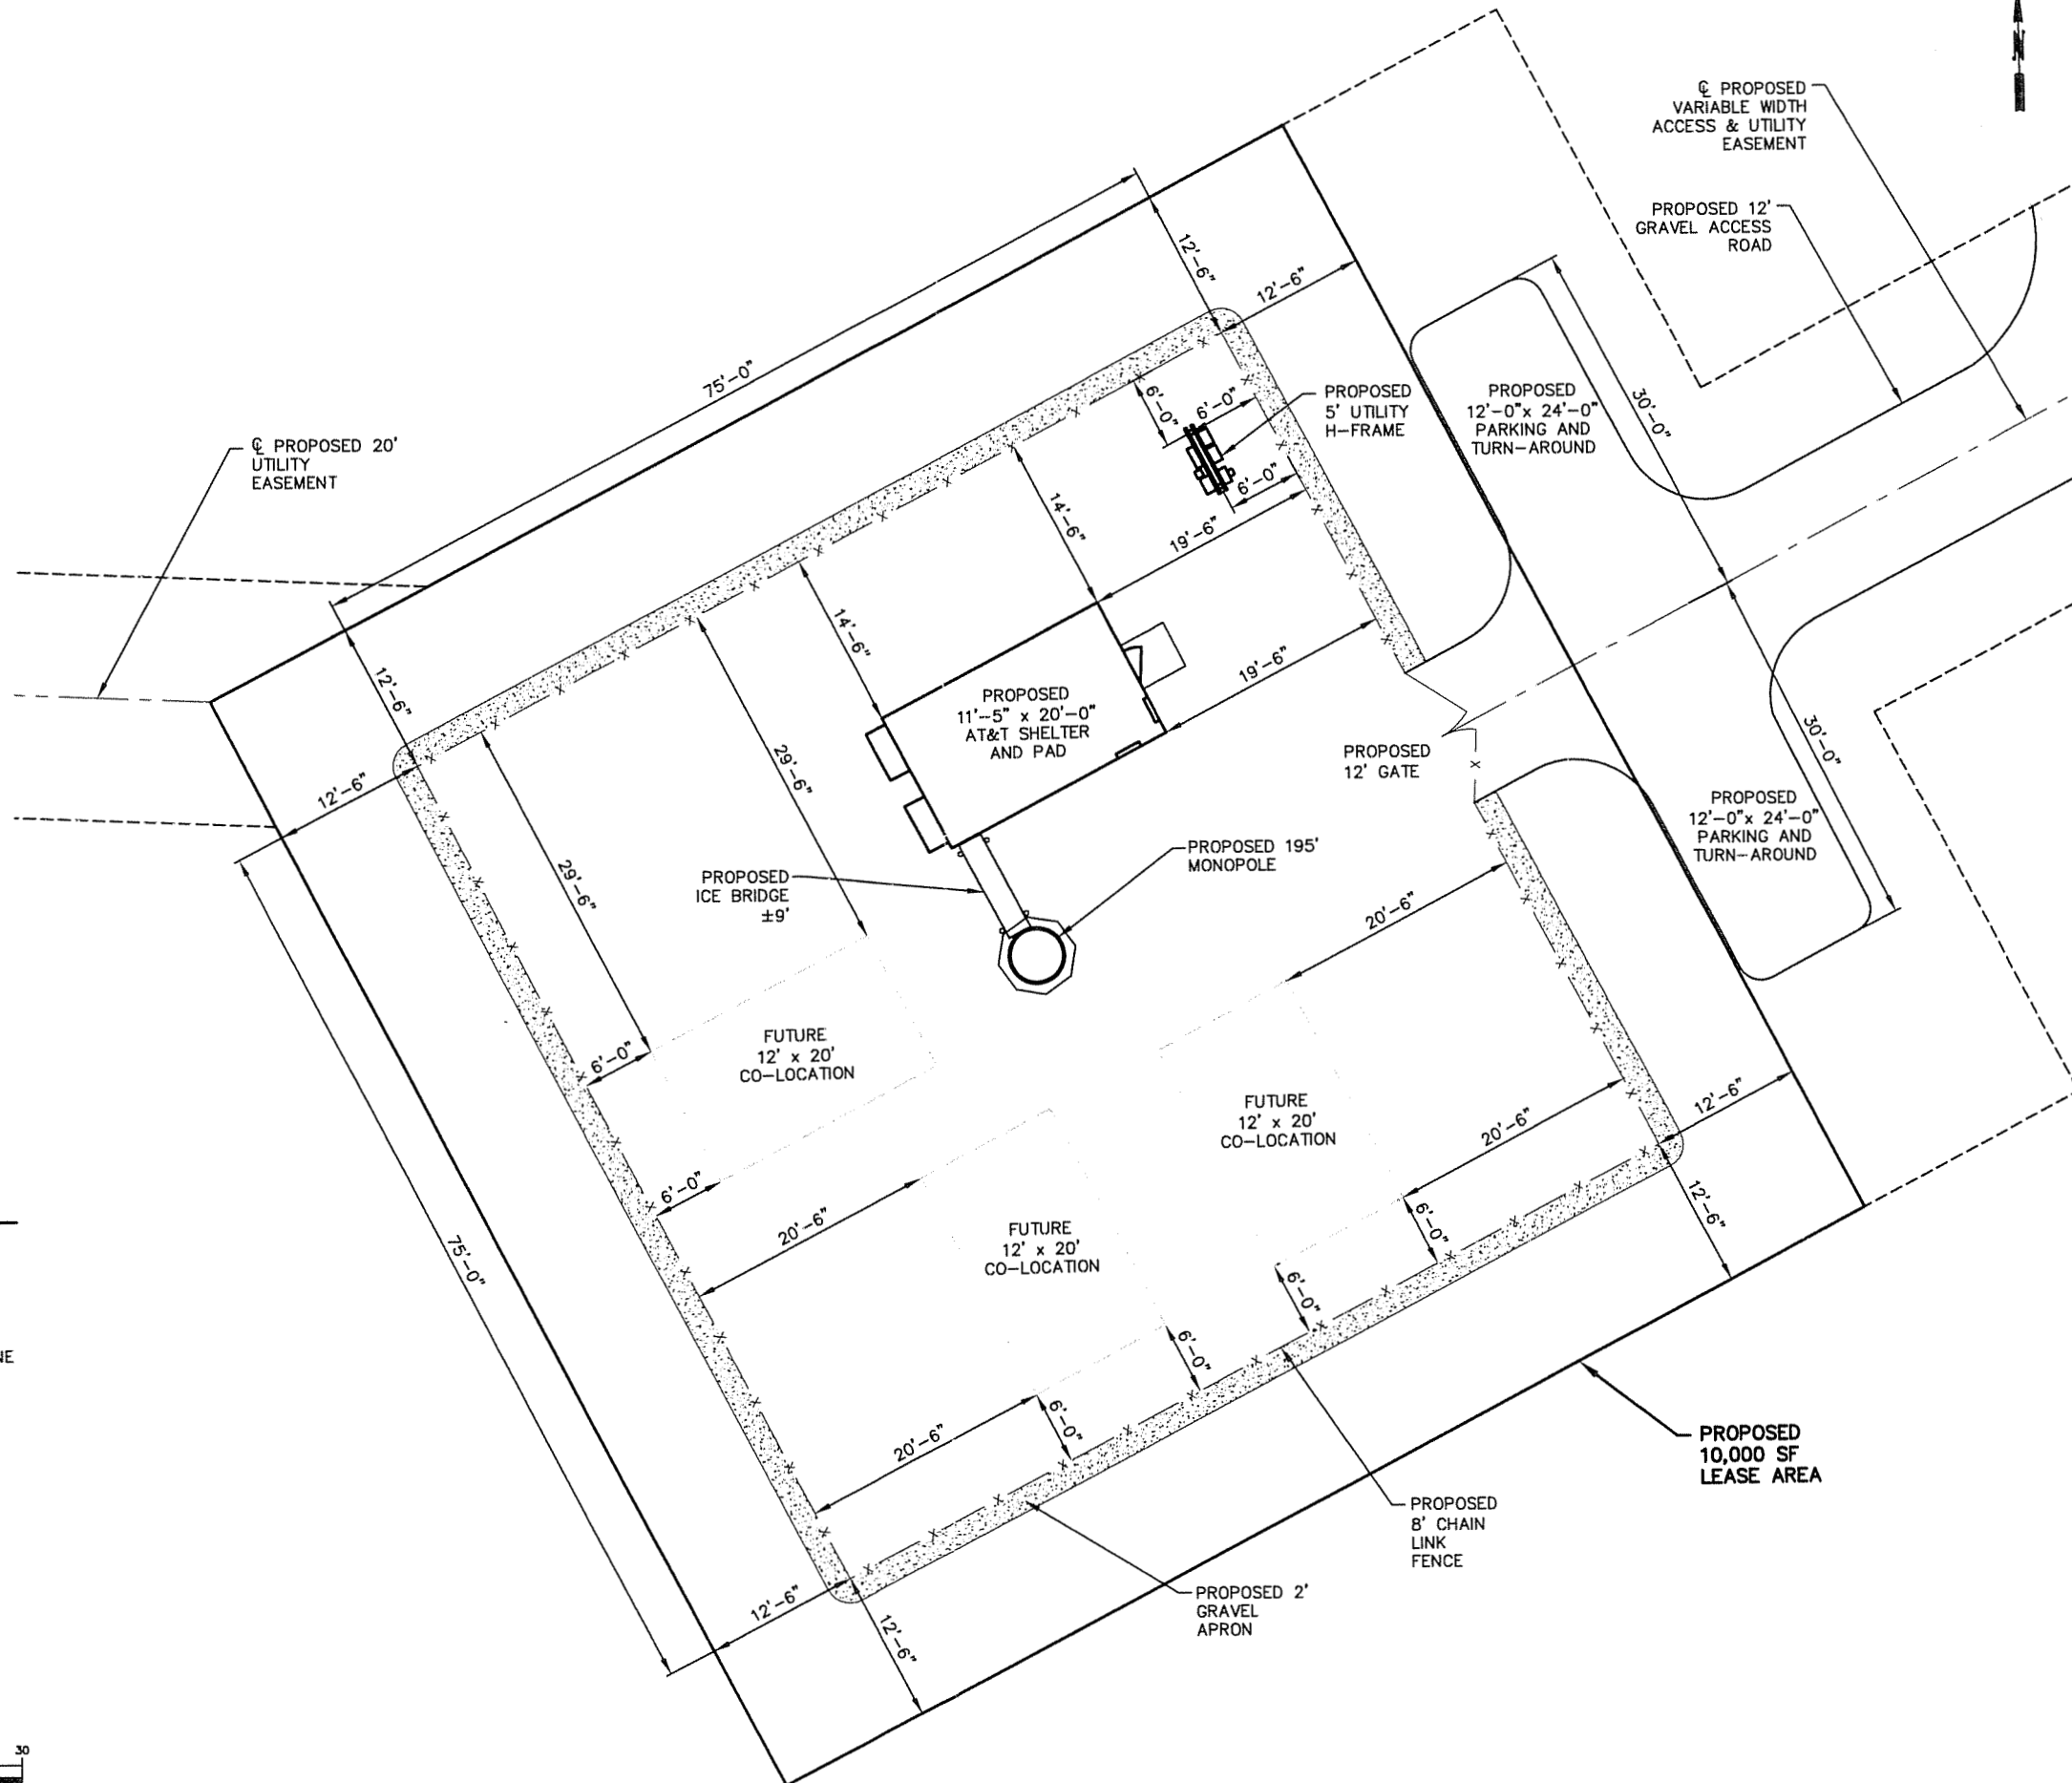 N
℄ PROPOSED
VARIABLE WIDTH
ACCESS & UTILITY
EASEMENT
PROPOSED 12'
GRAVEL ACCESS
ROAD
12'-6"
12'-6"
75'-0"
30'-0"
PROPOSED
12'-0"x 24'-0"
PARKING AND
TURN-AROUND
PROPOSED
5' UTILITY
H-FRAME
6'-0"
6'-0"
6'-0"
℄ PROPOSED 20'
UTILITY
EASEMENT
14'-6"
19'-6"
14'-6"
19'-6"
12'-6"
12'-6"
PROPOSED
11'-5" x 20'-0"
AT&T SHELTER
AND PAD
29'-6"
PROPOSED
12' GATE
30'-0"
PROPOSED
12'-0"x 24'-0"
PARKING AND
TURN-AROUND
29'-6"
PROPOSED
ICE BRIDGE
±9'
PROPOSED 195'
MONOPOLE
20'-6"
6'-0"
FUTURE
12' x 20'
CO-LOCATION
FUTURE
12' x 20'
CO-LOCATION
20'-6"
12'-6"
12'-6"
6'-0"
20'-6"
FUTURE
12' x 20'
CO-LOCATION
6'-0"
6'-0"
6'-0"
75'-0"
NE
20'-6"
6'-0"
PROPOSED
10,000 SF
LEASE AREA
PROPOSED
8' CHAIN
LINK
FENCE
PROPOSED 2'
GRAVEL
APRON
12'-6"
12'-6"
30